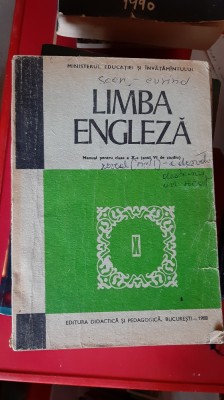 1990
MINISTERUL EDUCAȚIEI ȘI ÎNVĂȚĂMÎNTULUI
LIMBA
ENGLEZĂ
Manual pentru clasa a X-a (anul VI de studiu)
X
EDITURA DIDACTICĂ ȘI PEDAGOGICĂ, BUCUREȘTI – 1980